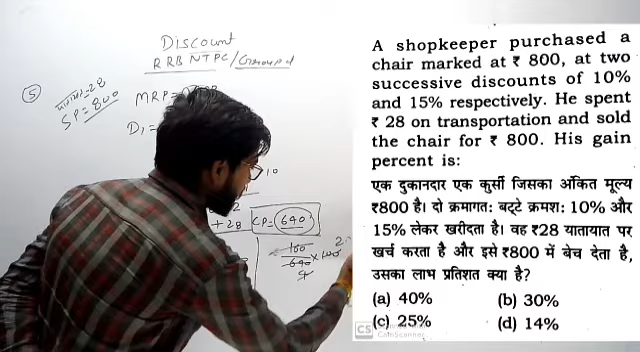 Discount
RRB NTPC/Group d
5
SP=800
MRP=
D1 =
10
2
+ 28
CP= 640
2
× 100
A shopkeeper purchased a
chair marked at ₹ 800, at two
successive discounts of 10%
and 15% respectively. He spent
₹ 28 on transportation and sold
the chair for ₹ 800. His gain
percent is:
एक दुकानदार एक कुर्सी जिसका अंकित मूल्य
₹800 है। दो क्रमागत: बट्टे क्रमश: 10% और
15% लेकर खरीदता है। वह ₹28 यातायात पर
खर्च करता है और इसे ₹800 में बेच देता है,
उसका लाभ प्रतिशत क्या है?
(a) 40% (b) 30%
(c) 25% (d) 14%
CS CamScanner